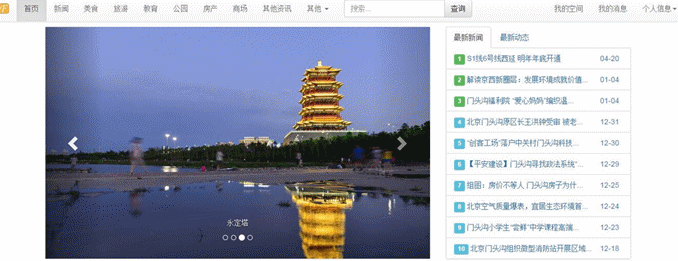 首页 新闻 美食 旅游 教育 公园 房产 商场 其他资讯 其他 搜索... 查询 我的空间 我的消息 个人信息
最新新闻 最新动态
1 S1线6号线西延 明年年底开通 04-20
2 解读京西新圈层：发展环境成就价值... 01-04
3 门头沟福利院 “爱心妈妈”编织温... 01-04
4 北京门头沟原区长王洪钟受审 被老... 12-31
5 “创客工场”落户中关村门头沟科技... 12-30
6 【平安建设】门头沟寻找政法系统“... 12-29
7 组图：房价不等人 门头沟房子为什... 12-25
8 北京空气质量爆表，宜居生态环境首... 12-24
9 门头沟小学生“尝鲜”中学课程高端... 12-23
10 北京门头沟组织微型消防站开展区域... 12-18
永定塔